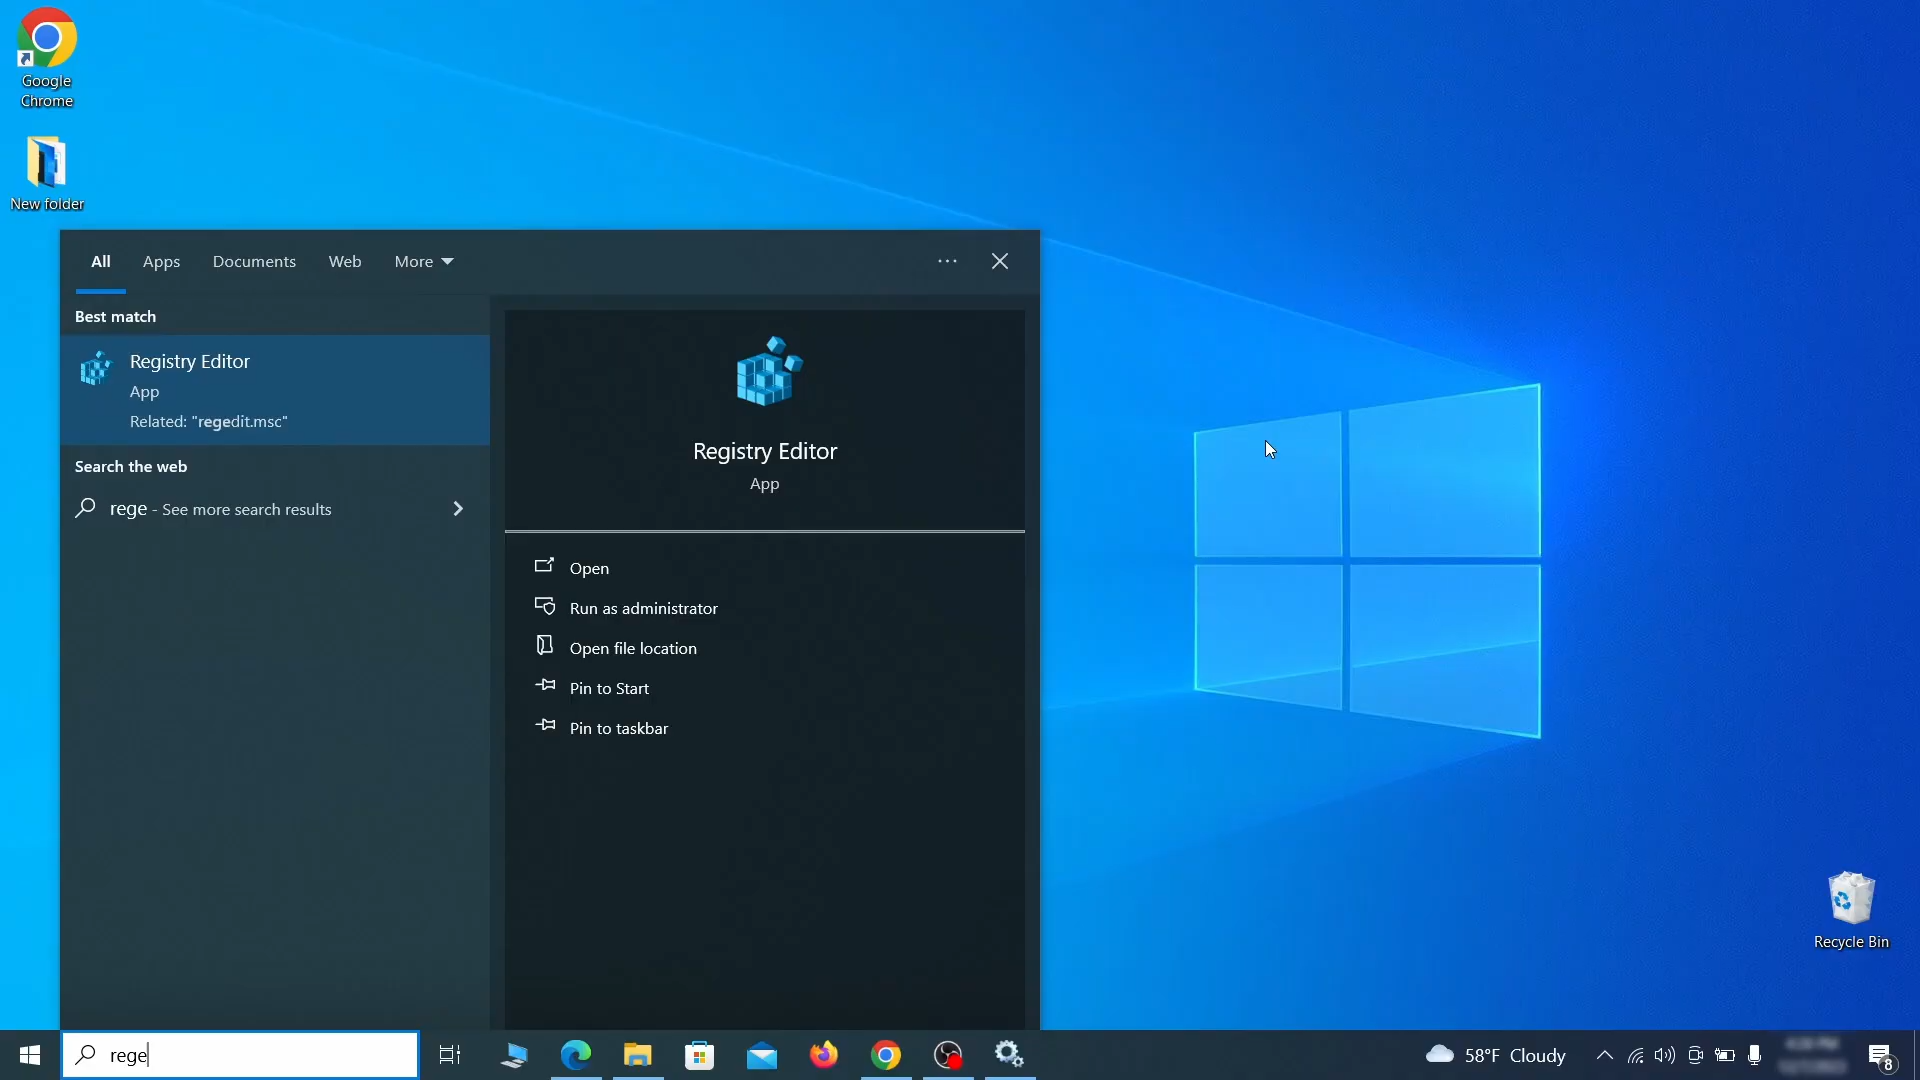 Google
Chrome
New folder
All Apps Documents Web More
Best match
Registry Editor
App
Related: "regedit.msc"
Search the web
rege - See more search results
Registry Editor
App
Open
Run as administrator
Open file location
Pin to Start
Pin to taskbar
Recycle Bin
rege
58°F Cloudy
8